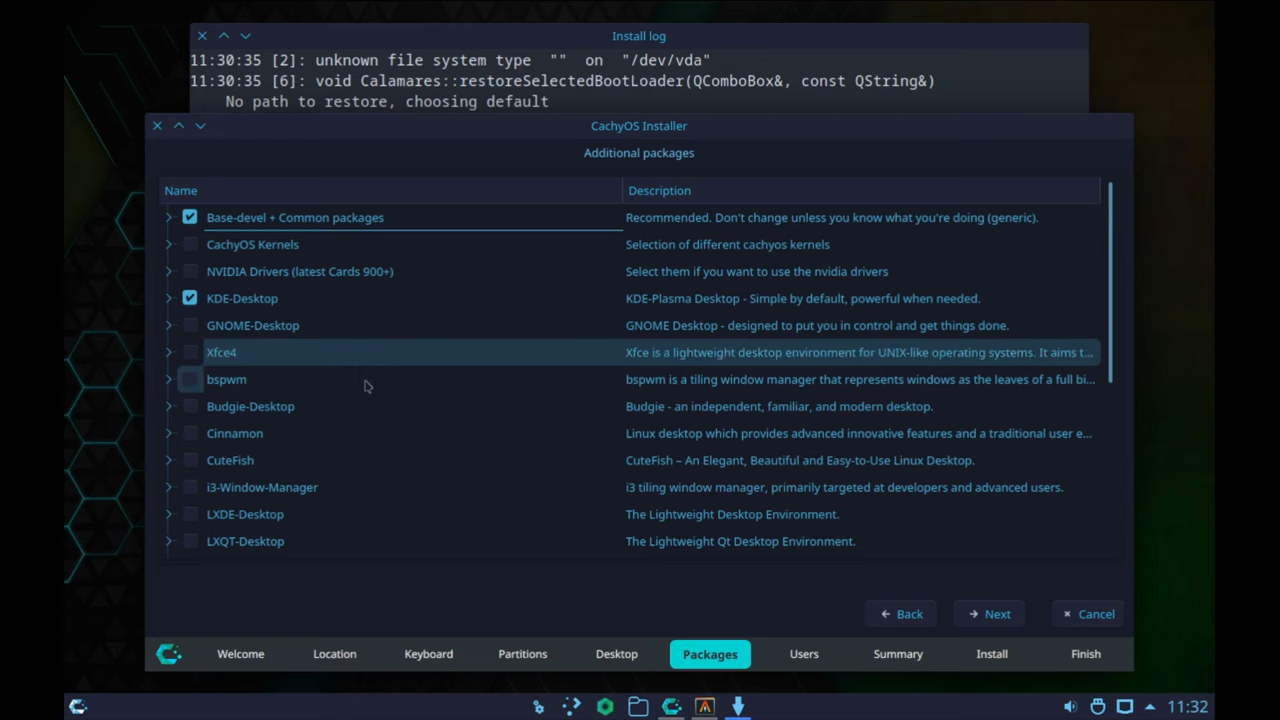 Install log
11:30:35 [2]: unknown file system type "" on "/dev/vda"
11:30:35 [6]: void Calamares::restoreSelectedBootLoader(QComboBox&, const QString&)
No path to restore, choosing default
CachyOS Installer
Additional packages
Name Description
Base-devel + Common packages Recommended. Don't change unless you know what you're doing (generic).
CachyOS Kernels Selection of different cachyos kernels
NVIDIA Drivers (latest Cards 900+) Select them if you want to use the nvidia drivers
KDE-Desktop KDE-Plasma Desktop - Simple by default, powerful when needed.
GNOME-Desktop GNOME Desktop - designed to put you in control and get things done.
Xfce4 Xfce is a lightweight desktop environment for UNIX-like operating systems. It aims t...
bspwm bspwm is a tiling window manager that represents windows as the leaves of a full bi...
Budgie-Desktop Budgie - an independent, familiar, and modern desktop.
Cinnamon Linux desktop which provides advanced innovative features and a traditional user e...
CuteFish CuteFish – An Elegant, Beautiful and Easy-to-Use Linux Desktop.
i3-Window-Manager i3 tiling window manager, primarily targeted at developers and advanced users.
LXDE-Desktop The Lightweight Desktop Environment.
LXQT-Desktop The Lightweight Qt Desktop Environment.
Back Next Cancel
Welcome Location Keyboard Partitions Desktop Packages Users Summary Install Finish
11:32